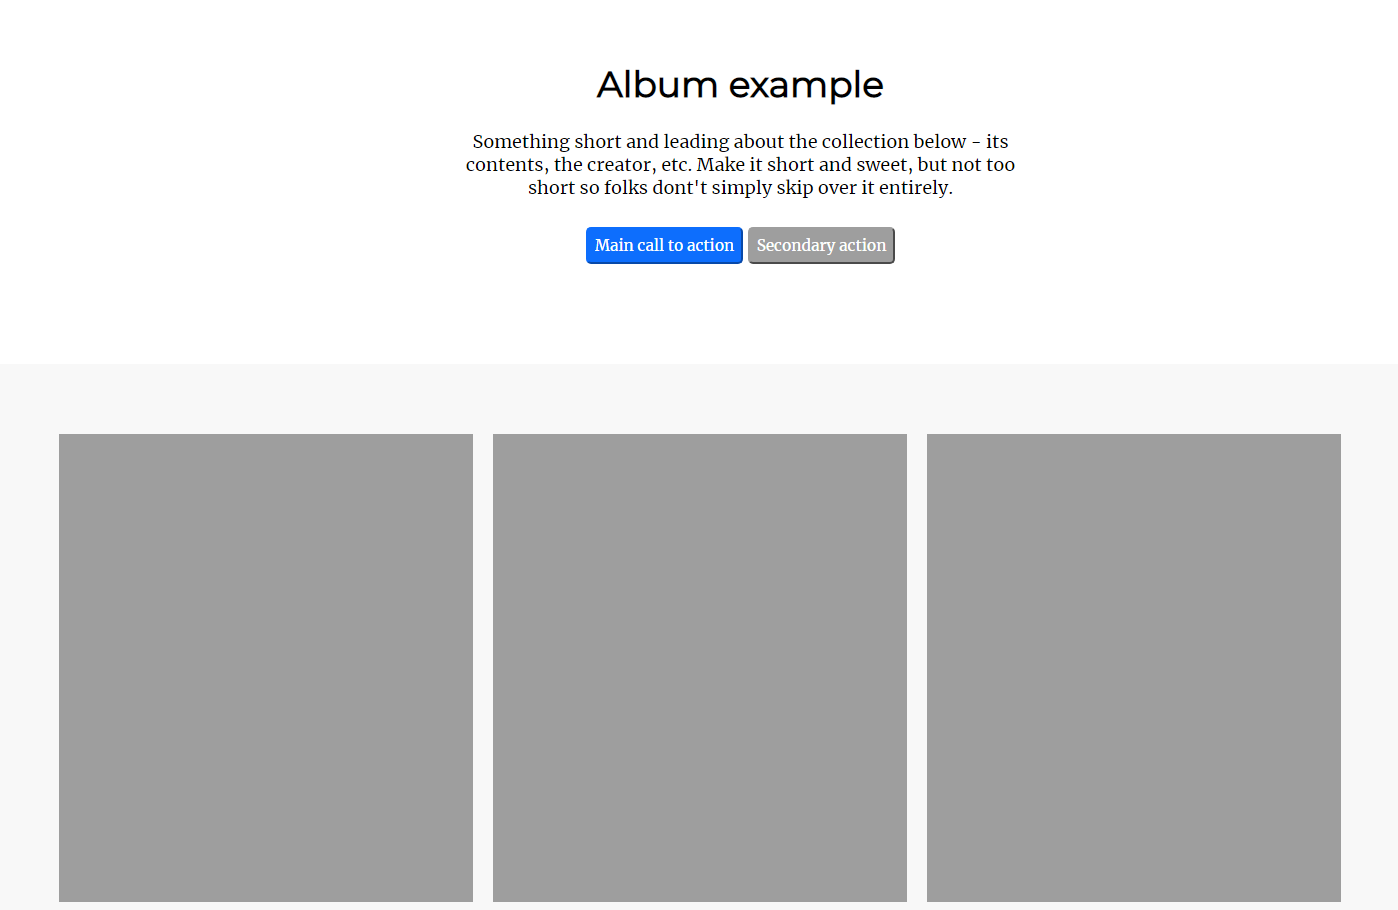 Album example
Something short and leading about the collection below - its
contents, the creator, etc. Make it short and sweet, but not too
short so folks dont't simply skip over it entirely.
Main call to action Secondary action